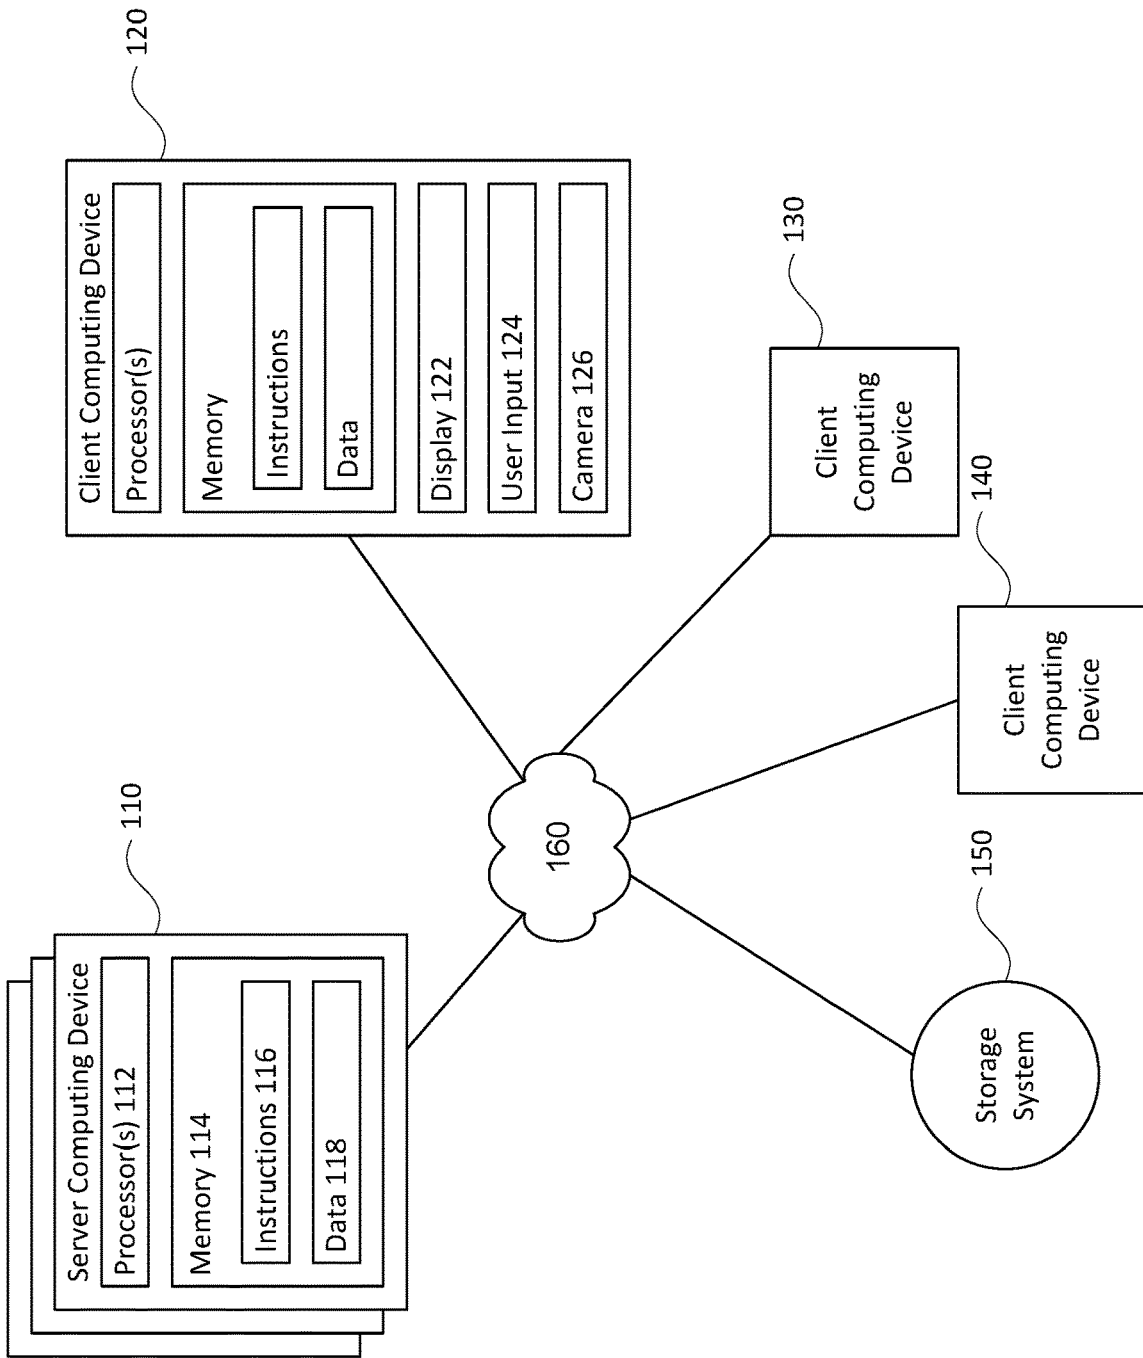 110
Server Computing Device
Processor(s) 112
Memory 114
Instructions 116
Data 118
120
Client Computing Device
Processor(s)
Memory
Instructions
Data
Display 122
User Input 124
Camera 126
160
130
Client
Computing
Device
140
Client
Computing
Device
150
Storage
System